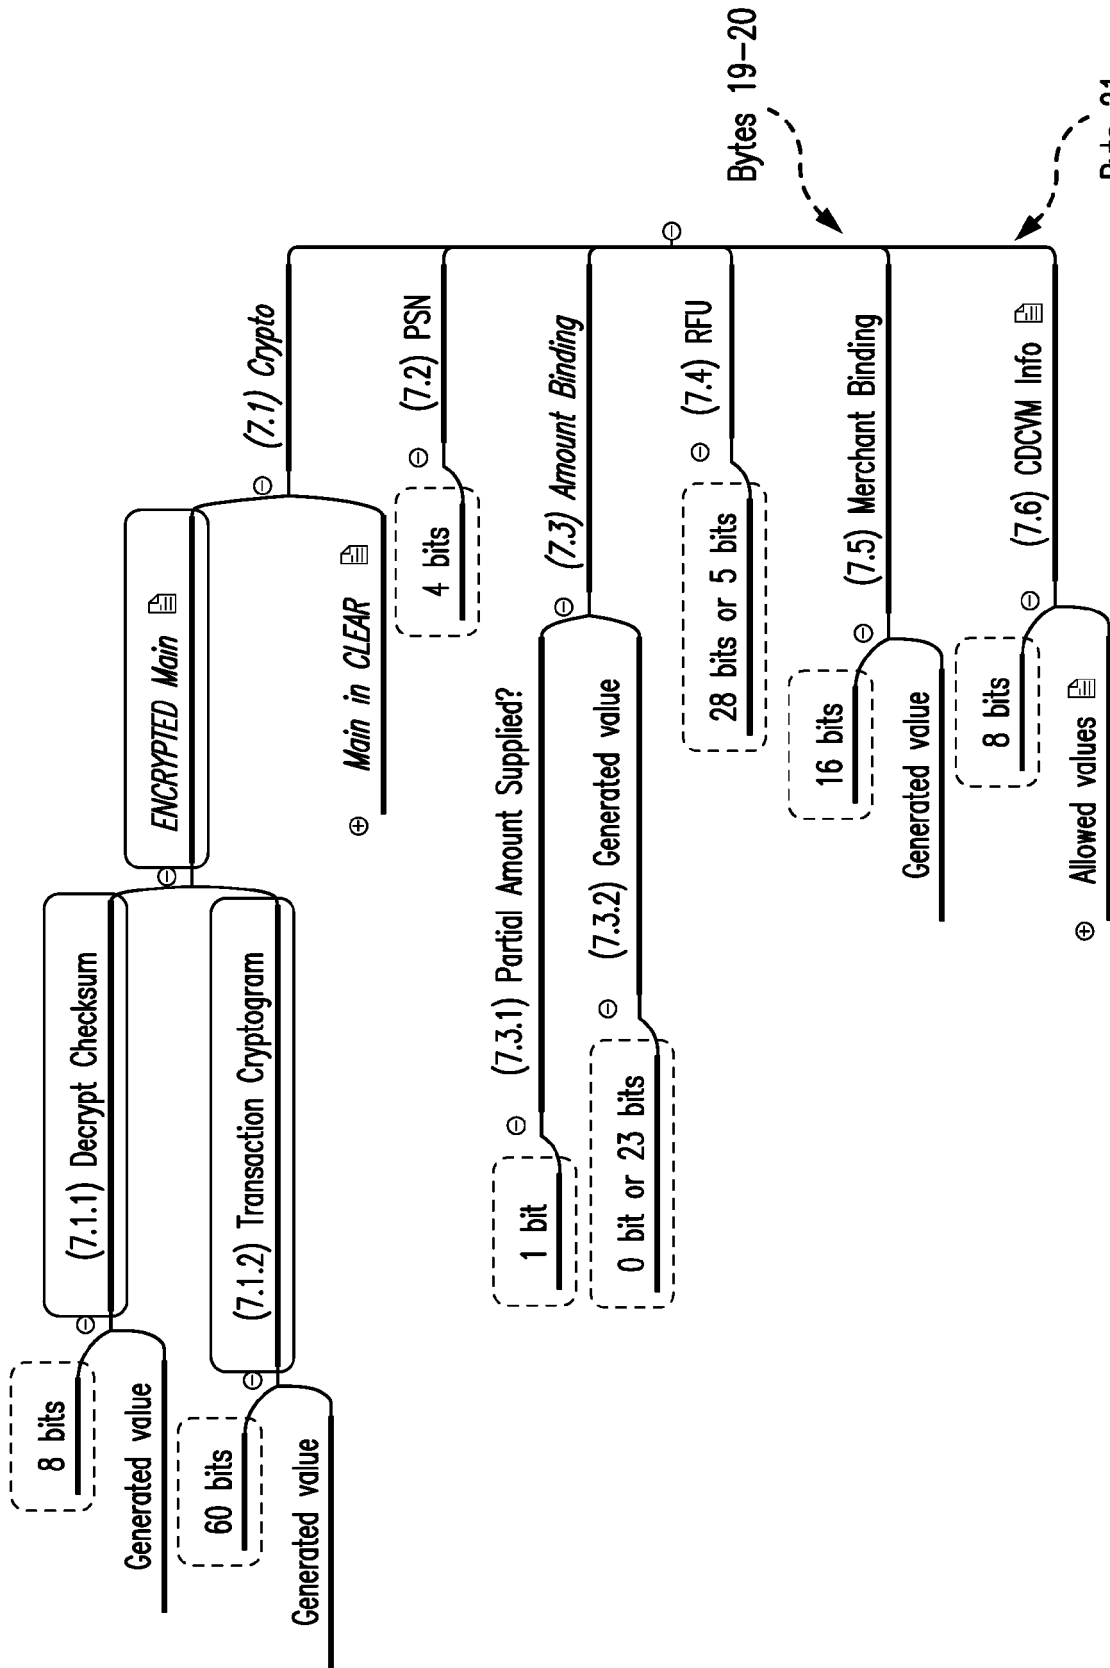 Bytes 19–20
(7.1) Crypto
ENCRYPTED Main
(7.1.1) Decrypt Checksum
8 bits
Generated value
(7.1.2) Transaction Cryptogram
60 bits
Generated value
Main in CLEAR
(7.2) PSN
4 bits
(7.3) Amount Binding
(7.3.1) Partial Amount Supplied?
1 bit
(7.3.2) Generated value
0 bit or 23 bits
(7.4) RFU
28 bits or 5 bits
(7.5) Merchant Binding
16 bits
Generated value
(7.6) CDCVM Info
8 bits
Allowed values